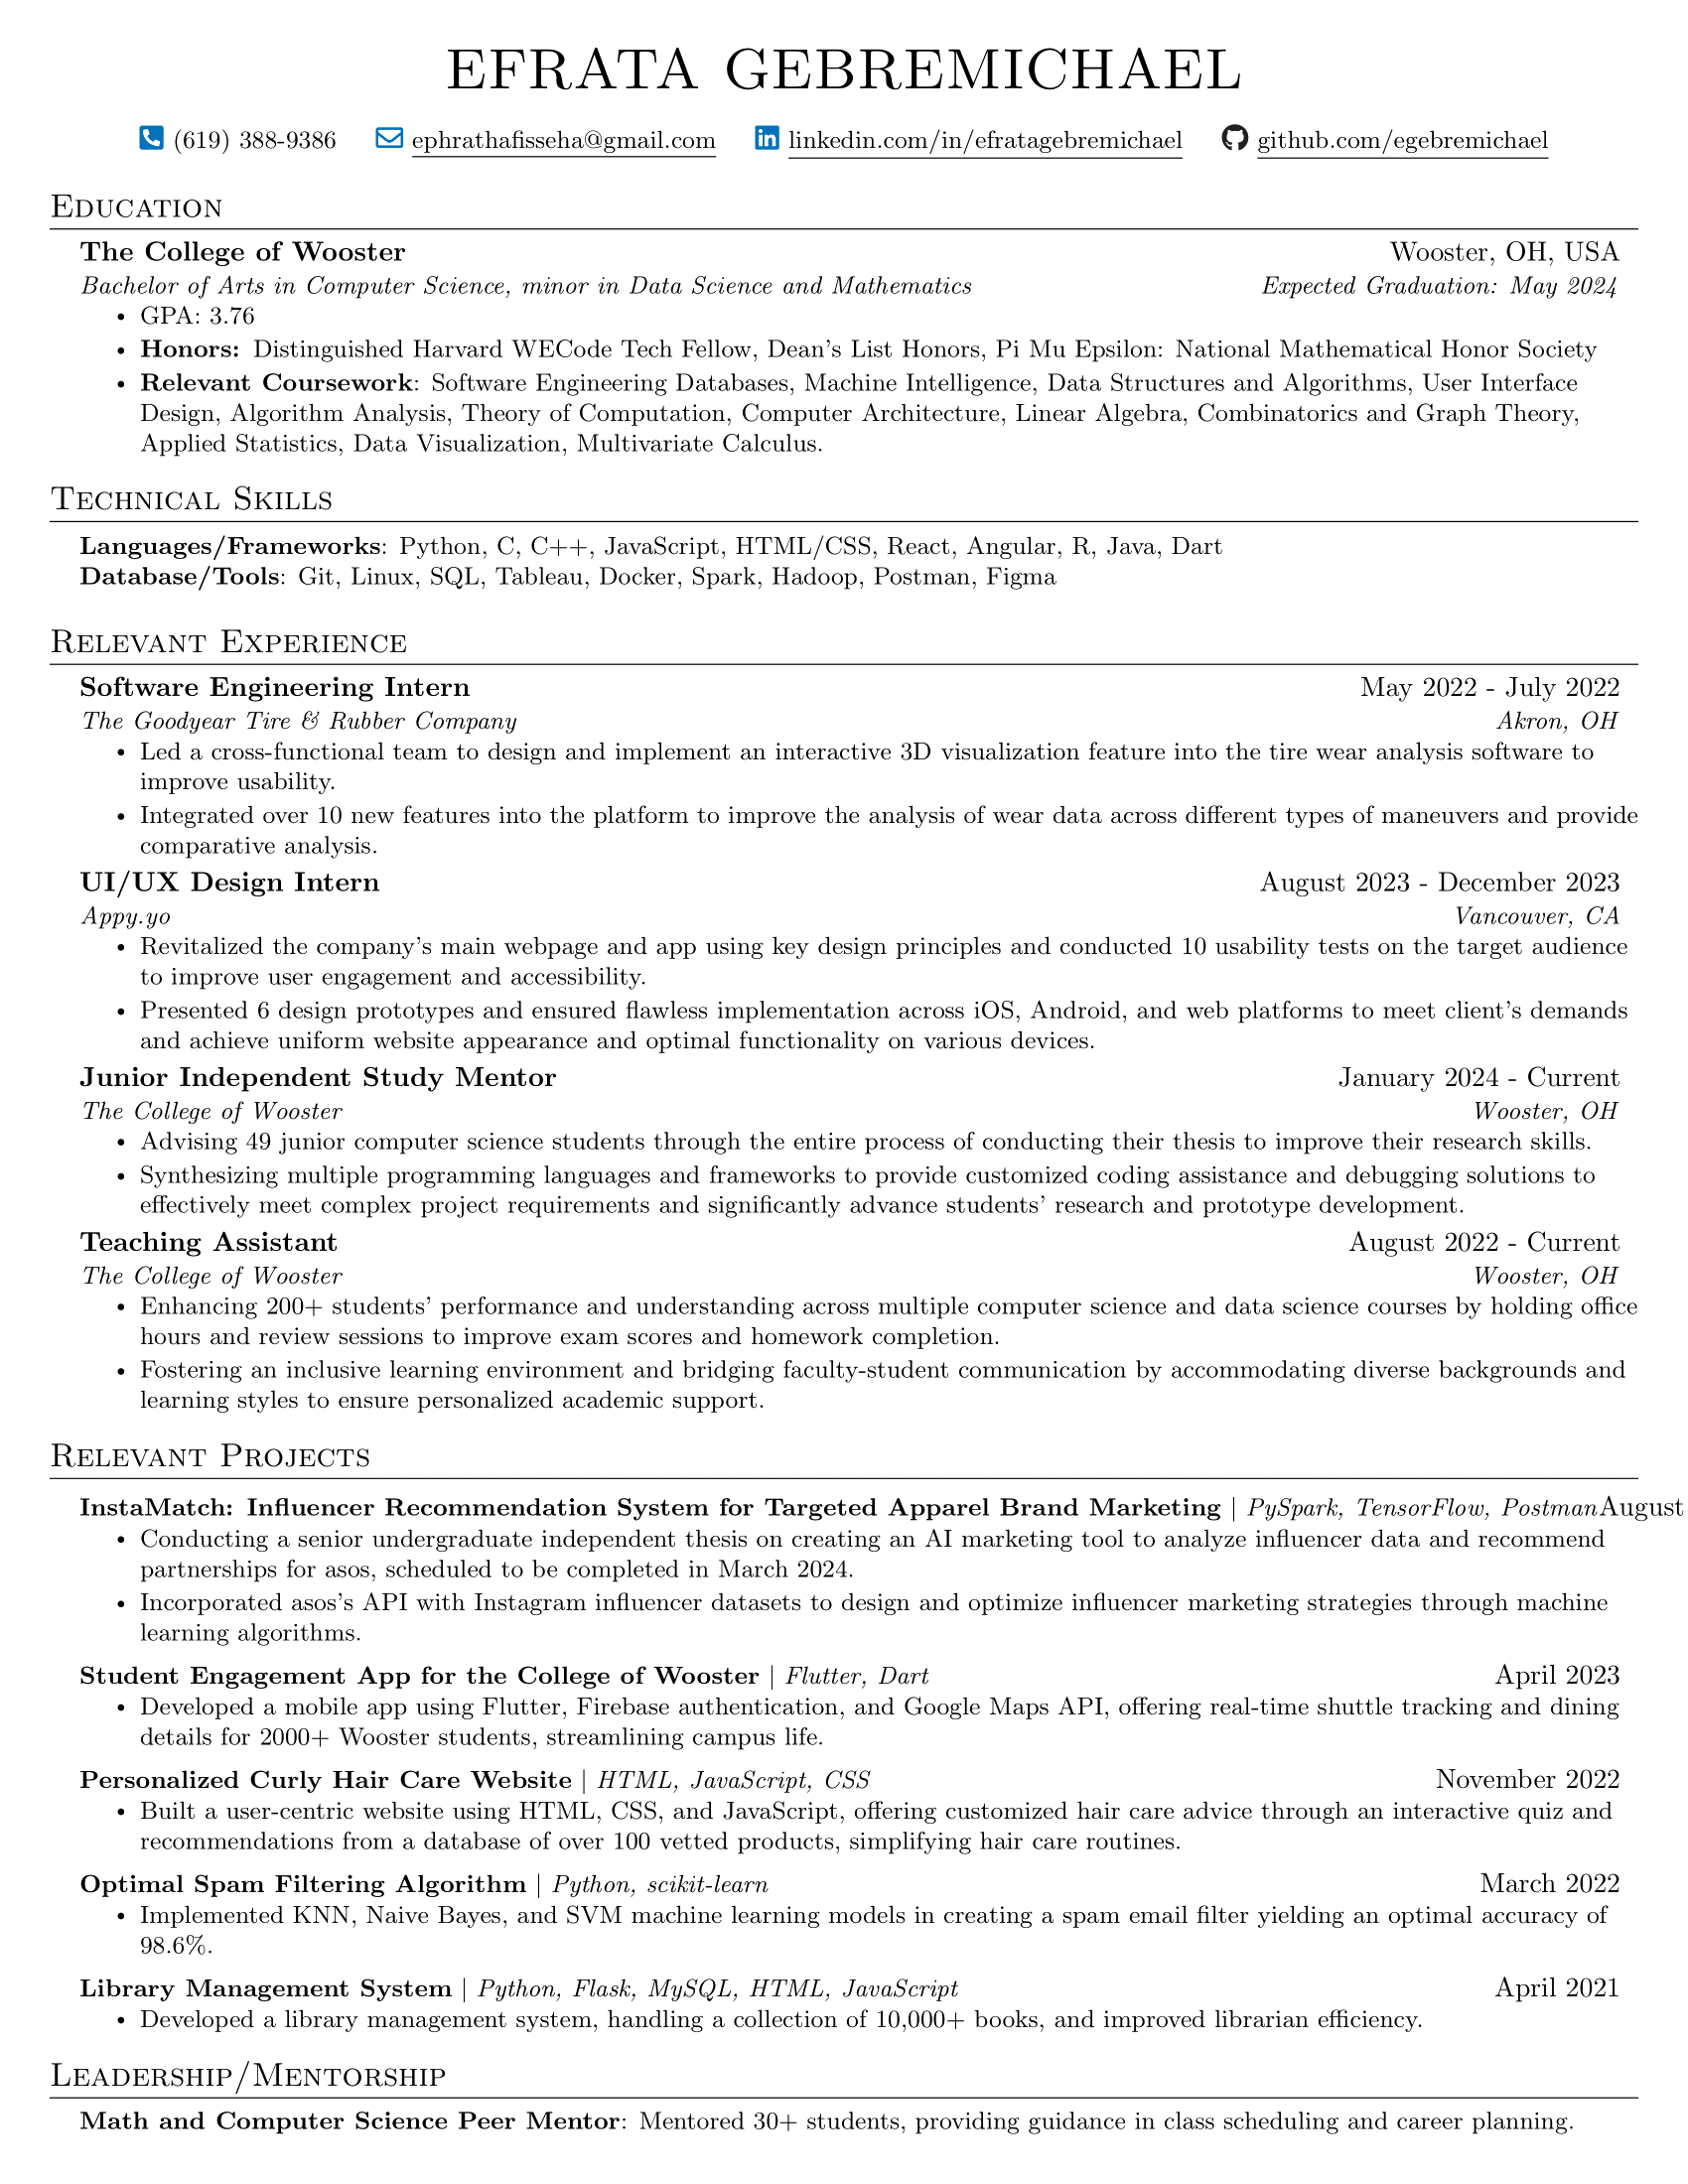 EFRATA GEBREMICHAEL
(619) 388-9386 ephrathafisseha@gmail.com linkedin.com/in/efratagebremichael github.com/egebremichael
Education
The College of Wooster Wooster, OH, USA
Bachelor of Arts in Computer Science, minor in Data Science and Mathematics Expected Graduation: May 2024
• GPA: 3.76
• Honors: Distinguished Harvard WECode Tech Fellow, Dean's List Honors, Pi Mu Epsilon: National Mathematical Honor Society
• Relevant Coursework: Software Engineering Databases, Machine Intelligence, Data Structures and Algorithms, User Interface
Design, Algorithm Analysis, Theory of Computation, Computer Architecture, Linear Algebra, Combinatorics and Graph Theory,
Applied Statistics, Data Visualization, Multivariate Calculus.
Technical Skills
Languages/Frameworks: Python, C, C++, JavaScript, HTML/CSS, React, Angular, R, Java, Dart
Database/Tools: Git, Linux, SQL, Tableau, Docker, Spark, Hadoop, Postman, Figma
Relevant Experience
Software Engineering Intern May 2022 - July 2022
The Goodyear Tire & Rubber Company Akron, OH
• Led a cross-functional team to design and implement an interactive 3D visualization feature into the tire wear analysis software to
improve usability.
• Integrated over 10 new features into the platform to improve the analysis of wear data across different types of maneuvers and provide
comparative analysis.
UI/UX Design Intern August 2023 - December 2023
Appy.yo Vancouver, CA
• Revitalized the company's main webpage and app using key design principles and conducted 10 usability tests on the target audience
to improve user engagement and accessibility.
• Presented 6 design prototypes and ensured flawless implementation across iOS, Android, and web platforms to meet client's demands
and achieve uniform website appearance and optimal functionality on various devices.
Junior Independent Study Mentor January 2024 - Current
The College of Wooster Wooster, OH
• Advising 49 junior computer science students through the entire process of conducting their thesis to improve their research skills.
• Synthesizing multiple programming languages and frameworks to provide customized coding assistance and debugging solutions to
effectively meet complex project requirements and significantly advance students' research and prototype development.
Teaching Assistant August 2022 - Current
The College of Wooster Wooster, OH
• Enhancing 200+ students' performance and understanding across multiple computer science and data science courses by holding office
hours and review sessions to improve exam scores and homework completion.
• Fostering an inclusive learning environment and bridging faculty-student communication by accommodating diverse backgrounds and
learning styles to ensure personalized academic support.
Relevant Projects
InstaMatch: Influencer Recommendation System for Targeted Apparel Brand Marketing | PySpark, TensorFlow, Postman August
• Conducting a senior undergraduate independent thesis on creating an AI marketing tool to analyze influencer data and recommend
partnerships for asos, scheduled to be completed in March 2024.
• Incorporated asos's API with Instagram influencer datasets to design and optimize influencer marketing strategies through machine
learning algorithms.
Student Engagement App for the College of Wooster | Flutter, Dart April 2023
• Developed a mobile app using Flutter, Firebase authentication, and Google Maps API, offering real-time shuttle tracking and dining
details for 2000+ Wooster students, streamlining campus life.
Personalized Curly Hair Care Website | HTML, JavaScript, CSS November 2022
• Built a user-centric website using HTML, CSS, and JavaScript, offering customized hair care advice through an interactive quiz and
recommendations from a database of over 100 vetted products, simplifying hair care routines.
Optimal Spam Filtering Algorithm | Python, scikit-learn March 2022
• Implemented KNN, Naive Bayes, and SVM machine learning models in creating a spam email filter yielding an optimal accuracy of
98.6%.
Library Management System | Python, Flask, MySQL, HTML, JavaScript April 2021
• Developed a library management system, handling a collection of 10,000+ books, and improved librarian efficiency.
Leadership/Mentorship
Math and Computer Science Peer Mentor: Mentored 30+ students, providing guidance in class scheduling and career planning.